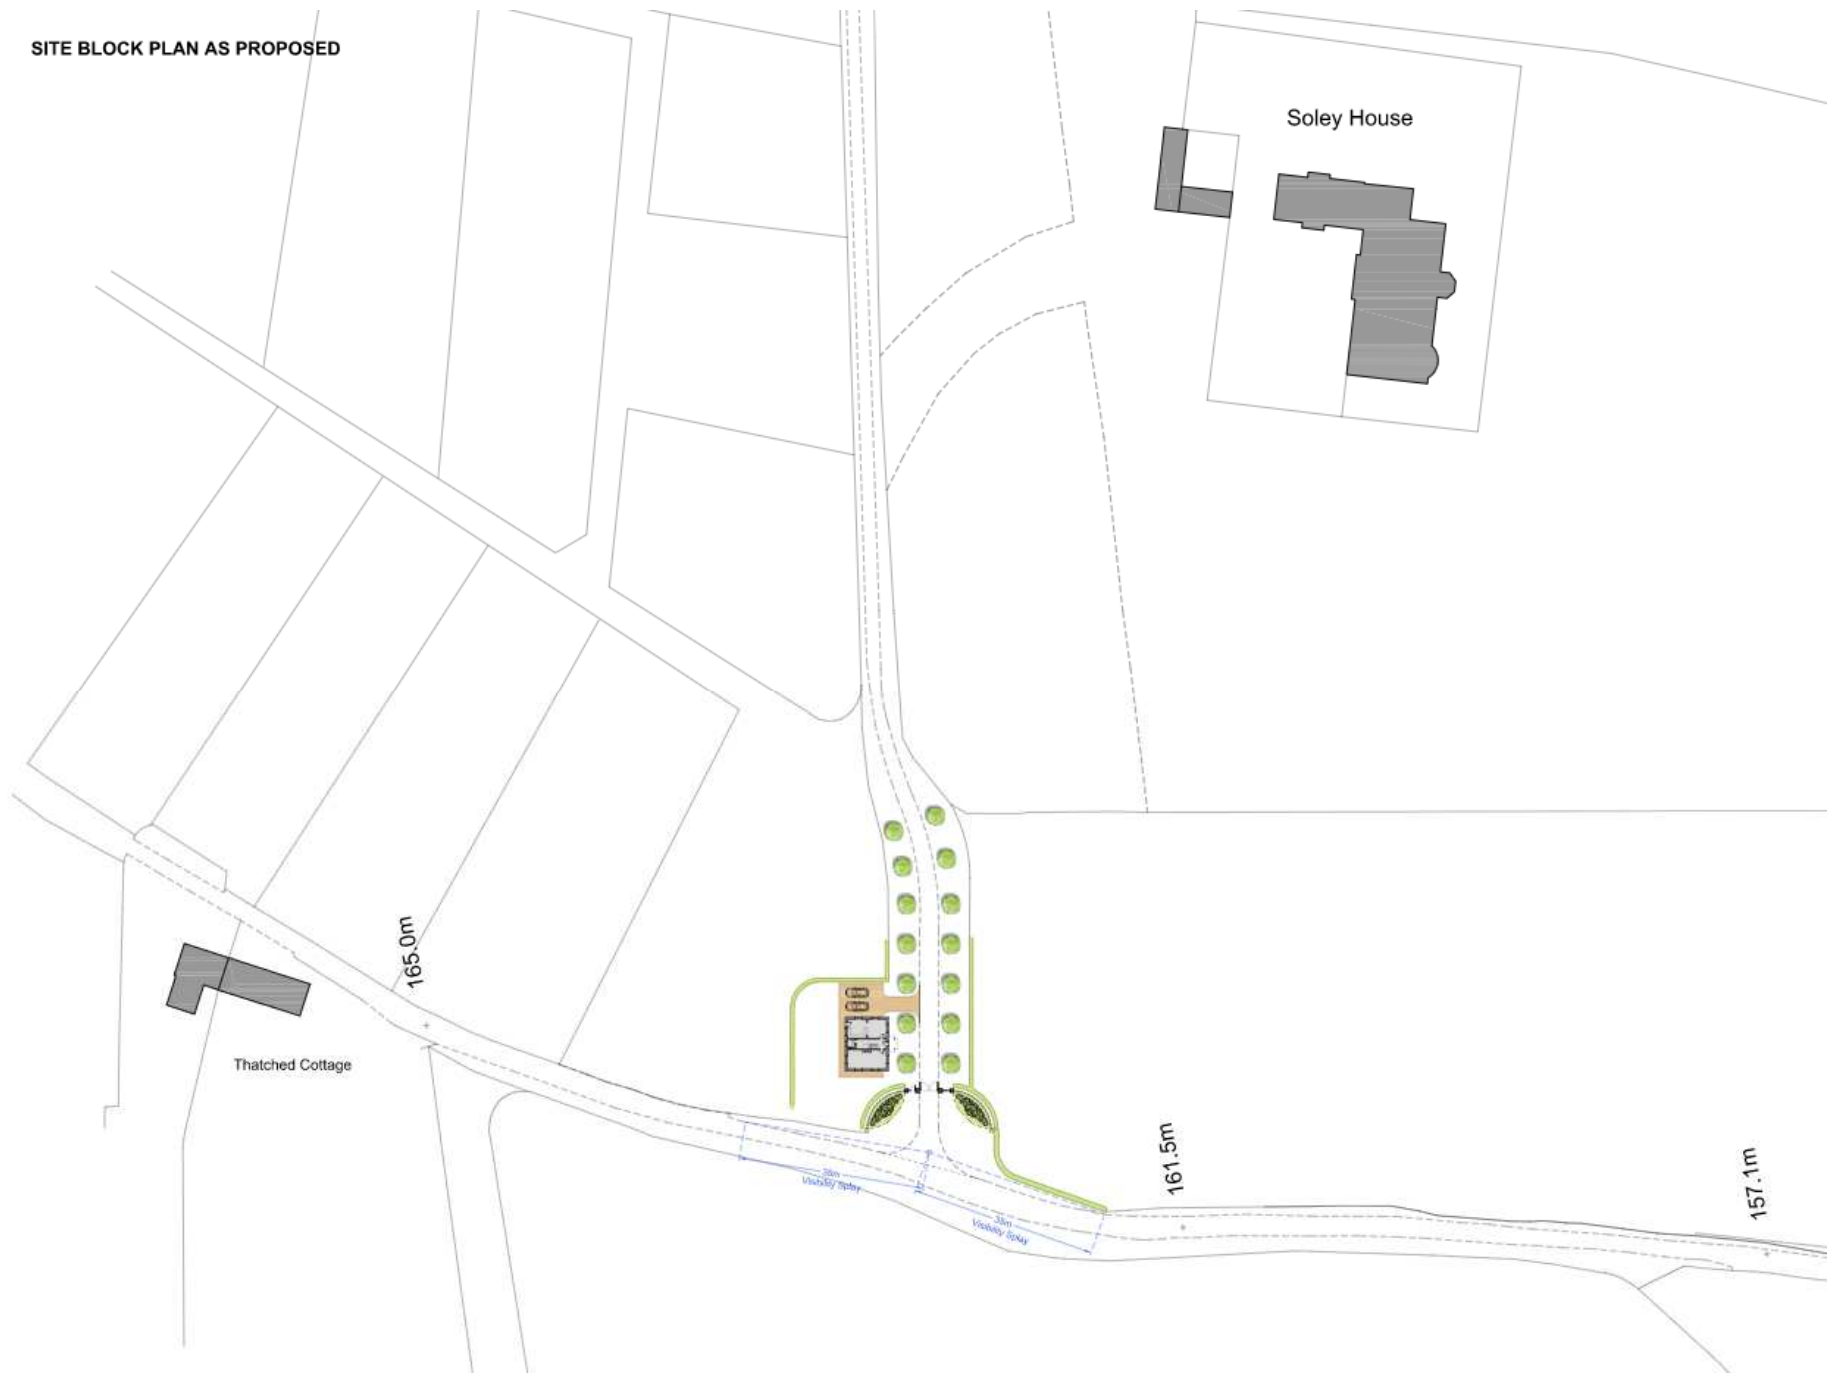 SITE BLOCK PLAN AS PROPOSED
Soley House
165.0m
Thatched Cottage
161.5m
157.1m
Visibility Splay
Visibility Splay